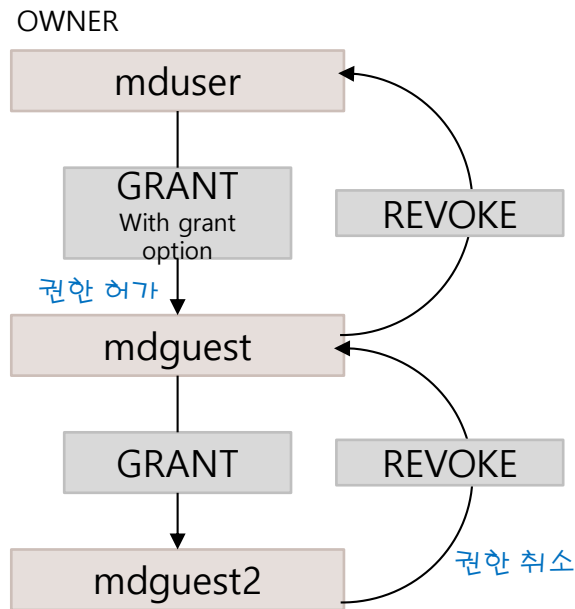 OWNER
mduser
GRANT
With grant
option
REVOKE
권한 허가
mdguest
GRANT
REVOKE
권한 취소
mdguest2